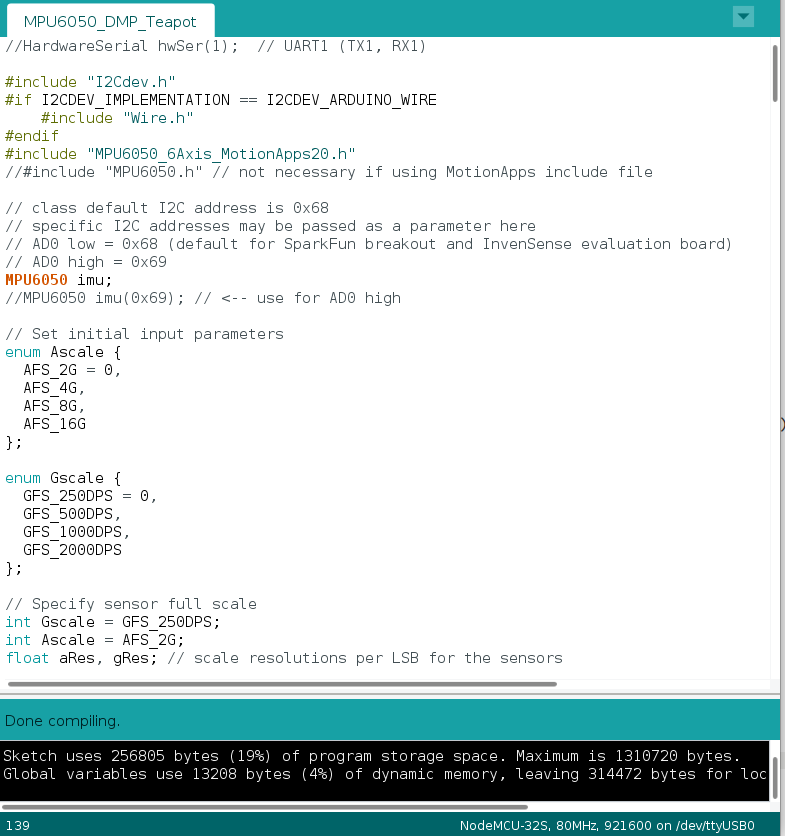 MPU6050_DMP_Teapot
//HardwareSerial hwSer(1);  // UART1 (TX1, RX1)
#include "I2Cdev.h"
#if I2CDEV_IMPLEMENTATION == I2CDEV_ARDUINO_WIRE
    #include "Wire.h"
#endif
#include "MPU6050_6Axis_MotionApps20.h"
//#include "MPU6050.h" // not necessary if using MotionApps include file
// class default I2C address is 0x68
// specific I2C addresses may be passed as a parameter here
// AD0 low = 0x68 (default for SparkFun breakout and InvenSense evaluation board)
// AD0 high = 0x69
MPU6050 imu;
//MPU6050 imu(0x69); // <-- use for AD0 high
// Set initial input parameters
enum Ascale {
  AFS_2G = 0,
  AFS_4G,
  AFS_8G,
  AFS_16G
};
enum Gscale {
  GFS_250DPS = 0,
  GFS_500DPS,
  GFS_1000DPS,
  GFS_2000DPS
};
// Specify sensor full scale
int Gscale = GFS_250DPS;
int Ascale = AFS_2G;
float aRes, gRes; // scale resolutions per LSB for the sensors
Done compiling.
Sketch uses 256805 bytes (19%) of program storage space. Maximum is 1310720 bytes.
Global variables use 13208 bytes (4%) of dynamic memory, leaving 314472 bytes for loc
139
NodeMCU-32S, 80MHz, 921600 on /dev/ttyUSB0